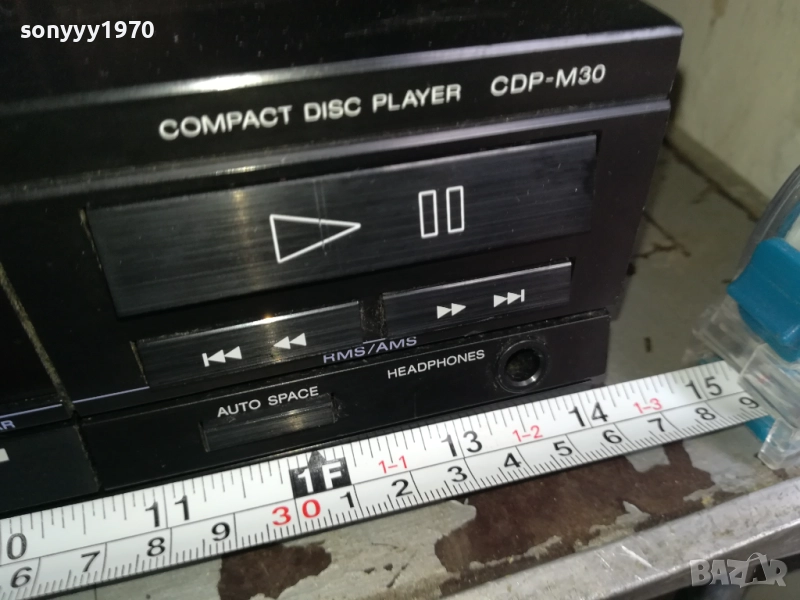 sonyyy1970
COMPACT DISC PLAYER CDP-M30
RMS/AMS
HEADPHONES
AUTO SPACE
0 11 1F 1-1 13 1-2 14 1-3 15
6 7 8 9 30 1 2 3 4 5 6 7 8 9
BAZAR